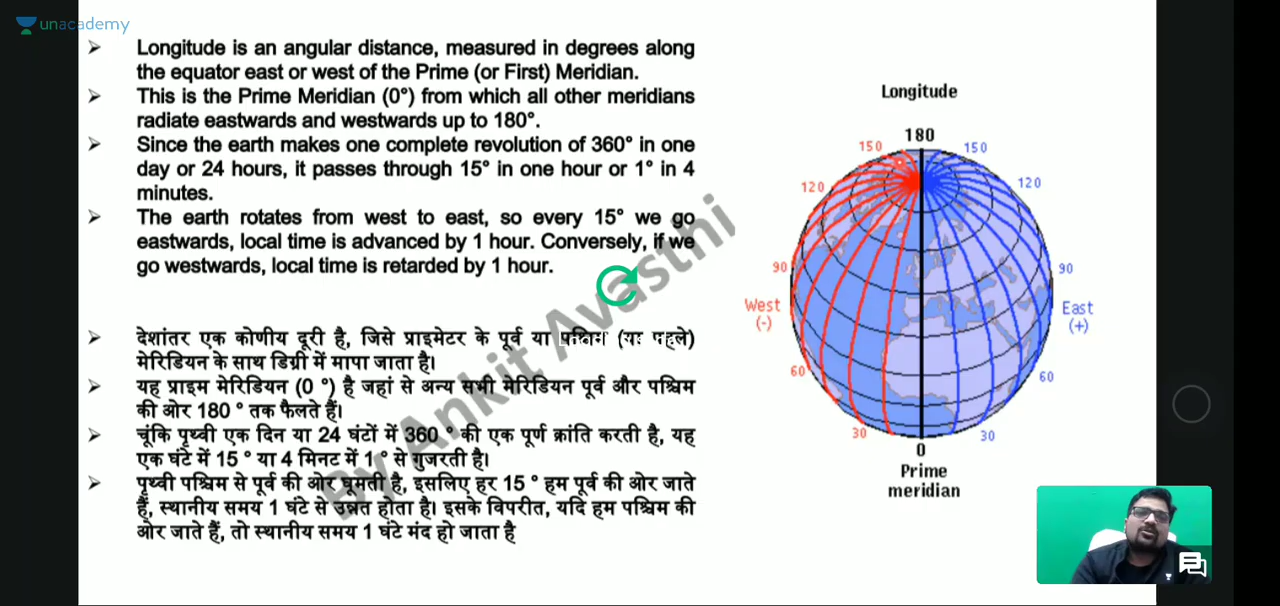 unacademy
➢ Longitude is an angular distance, measured in degrees along
the equator east or west of the Prime (or First) Meridian.
➢ This is the Prime Meridian (0°) from which all other meridians
radiate eastwards and westwards up to 180°.
➢ Since the earth makes one complete revolution of 360° in one
day or 24 hours, it passes through 15° in one hour or 1° in 4
minutes.
➢ The earth rotates from west to east, so every 15° we go
eastwards, local time is advanced by 1 hour. Conversely, if we
go westwards, local time is retarded by 1 hour.
➢ देशांतर एक कोणीय दूरी है, जिसे प्राइमेटर के पूर्व या पश्चिम (या पहले)
मेरिडियन के साथ डिग्री में मापा जाता है।
➢ यह प्राइम मेरिडियन (0 °) है जहां से अन्य सभी मेरिडियन पूर्व और पश्चिम
की ओर 180 ° तक फैलते हैं।
➢ चूंकि पृथ्वी एक दिन या 24 घंटों में 360 ° की एक पूर्ण क्रांति करती है, यह
एक घंटे में 15 ° या 4 मिनट में 1 ° से गुजरती है।
➢ पृथ्वी पश्चिम से पूर्व की ओर घूमती है, इसलिए हर 15 ° हम पूर्व की ओर जाते
हैं, स्थानीय समय 1 घंटे से उन्नत होता है। इसके विपरीत, यदि हम पश्चिम की
ओर जाते हैं, तो स्थानीय समय 1 घंटे मंद हो जाता है
By Ankit Avasthi
Longitude
180
150 150
120 120
90 90
West East
(-) (+)
60 60
30 30
0
Prime
meridian